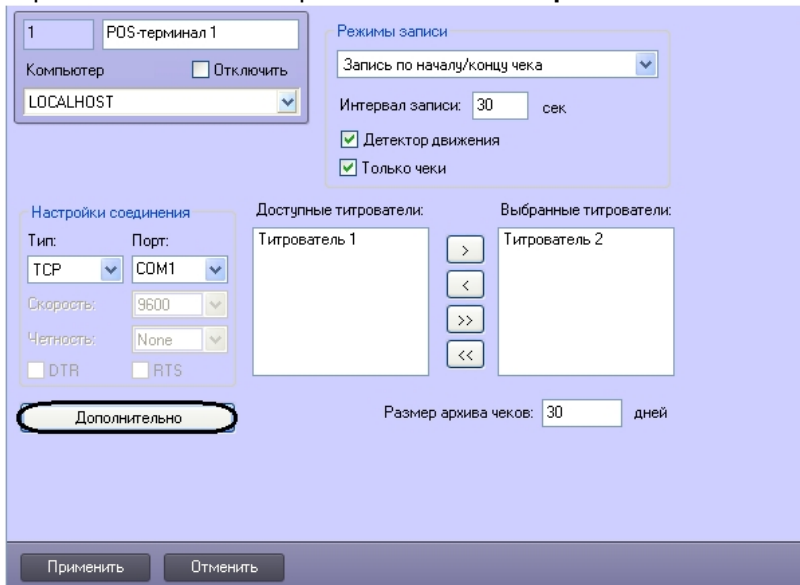 1
POS-терминал 1
Компьютер
Отключить
LOCALHOST
Режимы записи
Запись по началу/концу чека
Интервал записи: 30 сек
Детектор движения
Только чеки
Настройки соединения
Тип: Порт:
TCP COM1
Скорость: 9600
Четность: None
DTR RTS
Доступные титрователи:
Титрователь 1
>
<
>>
<<
Выбранные титрователи:
Титрователь 2
Дополнительно
Размер архива чеков: 30 дней
Применить Отменить